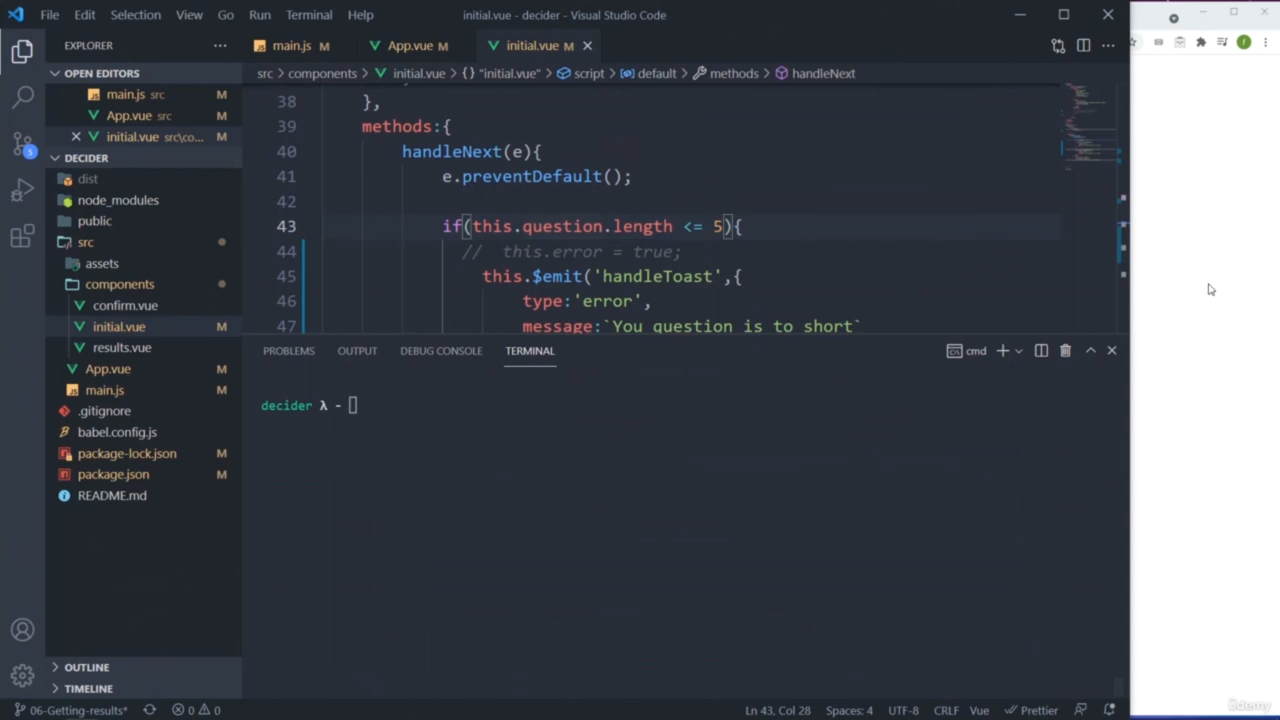 File Edit Selection View Go Run Terminal Help initial.vue - decider - Visual Studio Code
EXPLORER
main.js M App.vue M initial.vue M
OPEN EDITORS
main.js src M
App.vue src M
initial.vue src\co... M
DECIDER
dist
node_modules
public
src
assets
components
confirm.vue
initial.vue M
results.vue
App.vue M
main.js M
.gitignore
babel.config.js
package-lock.json M
package.json M
README.md
OUTLINE
TIMELINE
src > components > initial.vue > {} "initial.vue" > script > default > methods > handleNext
38 },
39 methods:{
40 handleNext(e){
41 e.preventDefault();
42
43 if(this.question.length <= 5){
44 // this.error = true;
45 this.$emit('handleToast',{
46 type:'error',
47 message:`You question is to short`
PROBLEMS OUTPUT DEBUG CONSOLE TERMINAL
cmd
decider λ -
5
06-Getting-results* 0 0 Ln 43, Col 28 Spaces: 4 UTF-8 CRLF Vue Prettier
ûdemy